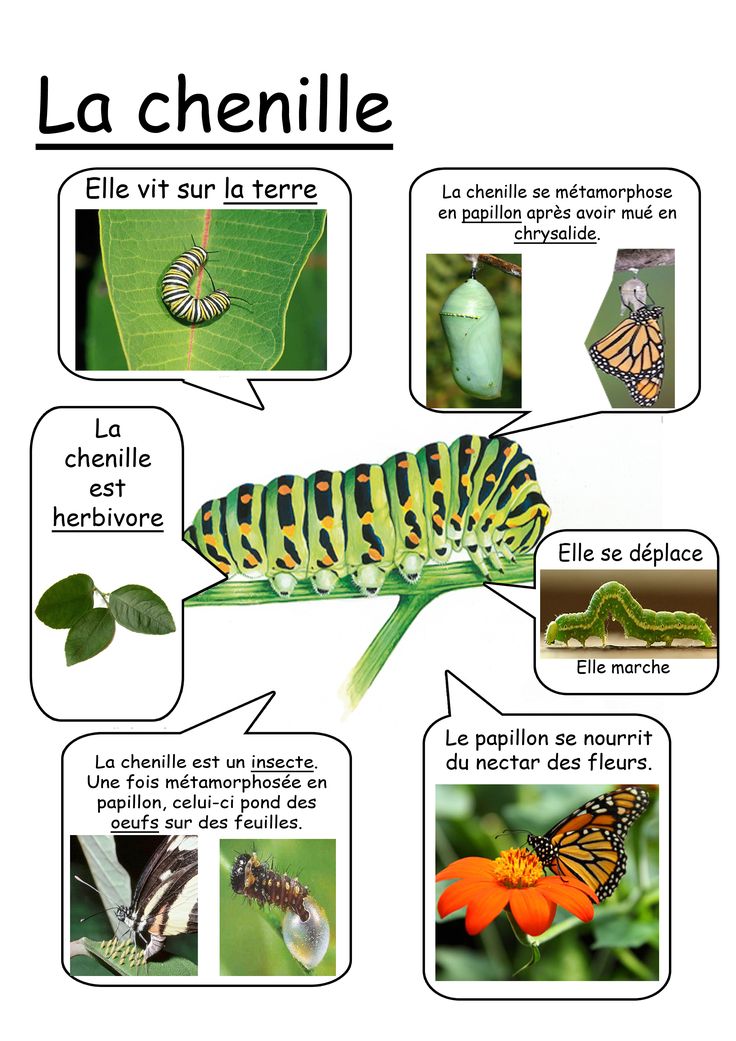 La chenille
Elle vit sur la terre
La chenille se métamorphose
en papillon après avoir mué en
chrysalide.
La
chenille
est
herbivore
Elle se déplace
Elle marche
La chenille est un insecte.
Une fois métamorphosée en
papillon, celui-ci pond des
oeufs sur des feuilles.
Le papillon se nourrit
du nectar des fleurs.